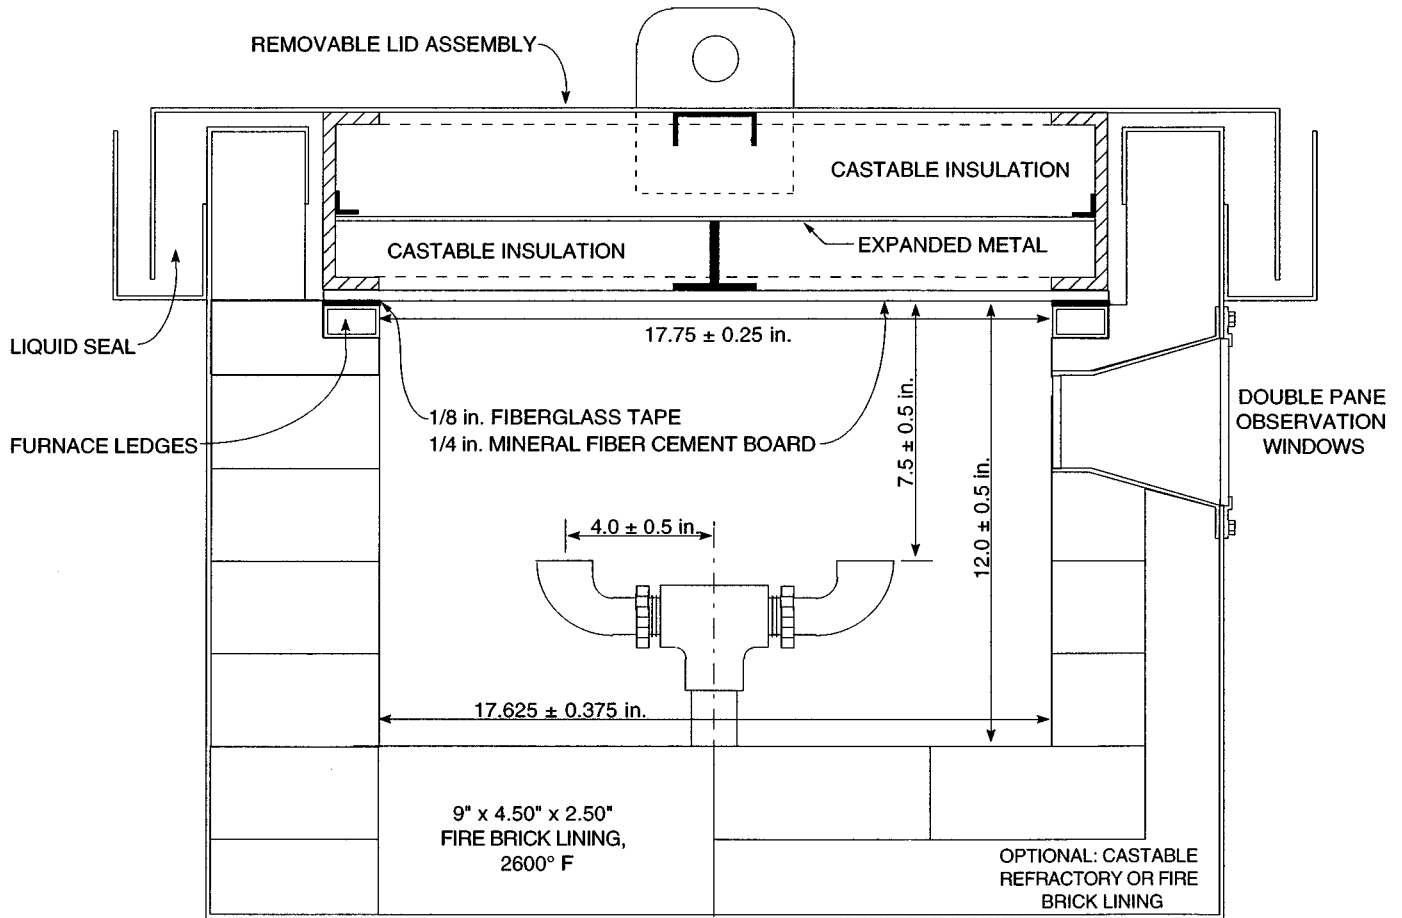 REMOVABLE LID ASSEMBLY
CASTABLE INSULATION
CASTABLE INSULATION
EXPANDED METAL
17.75 ± 0.25 in.
LIQUID SEAL
1/8 in. FIBERGLASS TAPE
1/4 in. MINERAL FIBER CEMENT BOARD
FURNACE LEDGES
7.5 ± 0.5 in.
12.0 ± 0.5 in.
DOUBLE PANE
OBSERVATION
WINDOWS
4.0 ± 0.5 in.
17.625 ± 0.375 in.
9" x 4.50" x 2.50"
FIRE BRICK LINING,
2600° F
OPTIONAL: CASTABLE
REFRACTORY OR FIRE
BRICK LINING